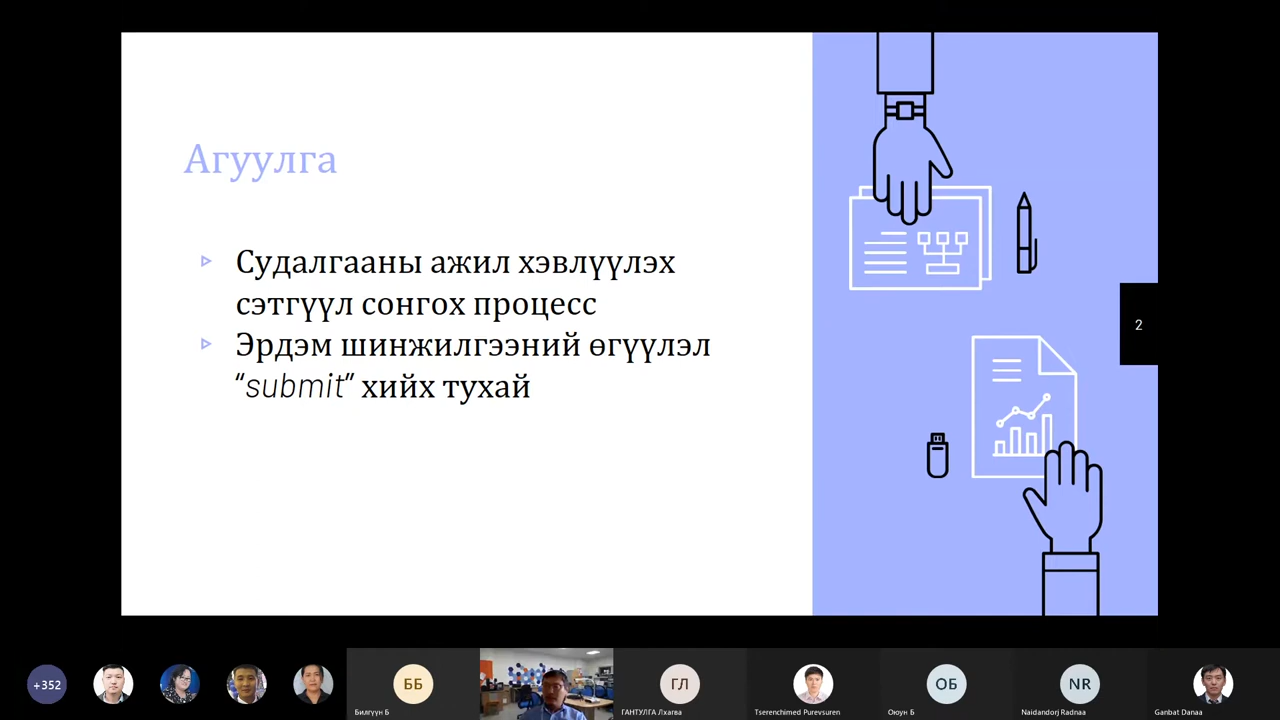 Агуулга
Судалгааны ажил хэвлүүлэх
сэтгүүл сонгох процесс
Эрдэм шинжилгээний өгүүлэл
“submit” хийх тухай
2
+352
ББ
Билгүүн Б
ГЛ
ГАНТУЛГА Лхагва
Tserenchimed Purevsuren
ОБ
Оюун Б
NR
Naidandorj Radnaa
Ganbat Danaa